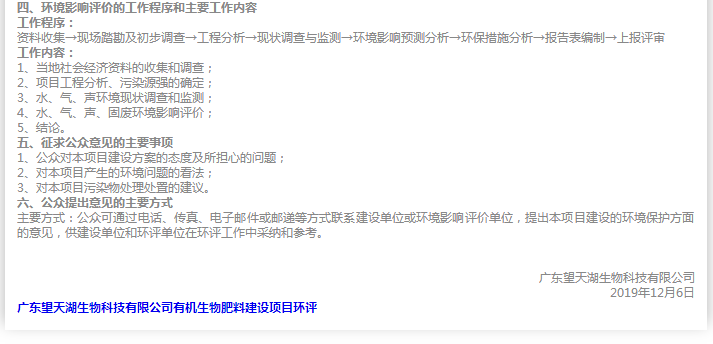 四、环境影响评价的工作程序和主要工作内容
工作程序：
资料收集→现场踏勘及初步调查→工程分析→现状调查与监测→环境影响预测分析→环保措施分析→报告表编制→上报评审
工作内容：
1、当地社会经济资料的收集和调查；
2、项目工程分析、污染源强的确定；
3、水、气、声环境现状调查和监测；
4、水、气、声、固废环境影响评价；
5、结论。
五、征求公众意见的主要事项
1、公众对本项目建设方案的态度及所担心的问题；
2、对本项目产生的环境问题的看法；
3、对本项目污染物处理处置的建议。
六、公众提出意见的主要方式
主要方式：公众可通过电话、传真、电子邮件或邮递等方式联系建设单位或环境影响评价单位，提出本项目建设的环境保护方面
的意见，供建设单位和环评单位在环评工作中采纳和参考。
广东望天湖生物科技有限公司
2019年12月6日
广东望天湖生物科技有限公司有机生物肥料建设项目环评